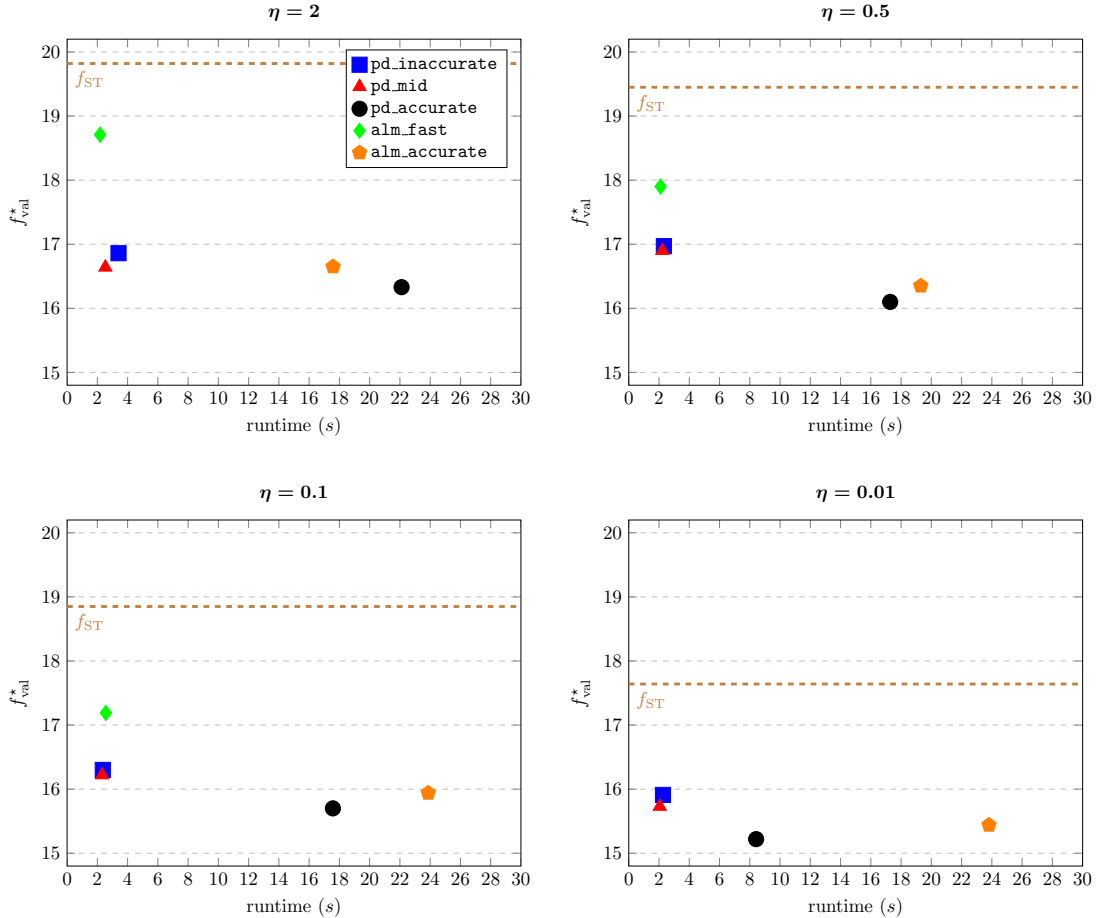 η = 2
20
19
18
17
16
15
f*val
fST
pd_inaccurate
pd_mid
pd_accurate
alm_fast
alm_accurate
0 2 4 6 8 10 12 14 16 18 20 22 24 26 28 30
runtime (s)
η = 0.5
20
19
18
17
16
15
f*val
fST
0 2 4 6 8 10 12 14 16 18 20 22 24 26 28 30
runtime (s)
η = 0.1
20
19
18
17
16
15
f*val
fST
0 2 4 6 8 10 12 14 16 18 20 22 24 26 28 30
runtime (s)
η = 0.01
20
19
18
17
16
15
f*val
fST
0 2 4 6 8 10 12 14 16 18 20 22 24 26 28 30
runtime (s)